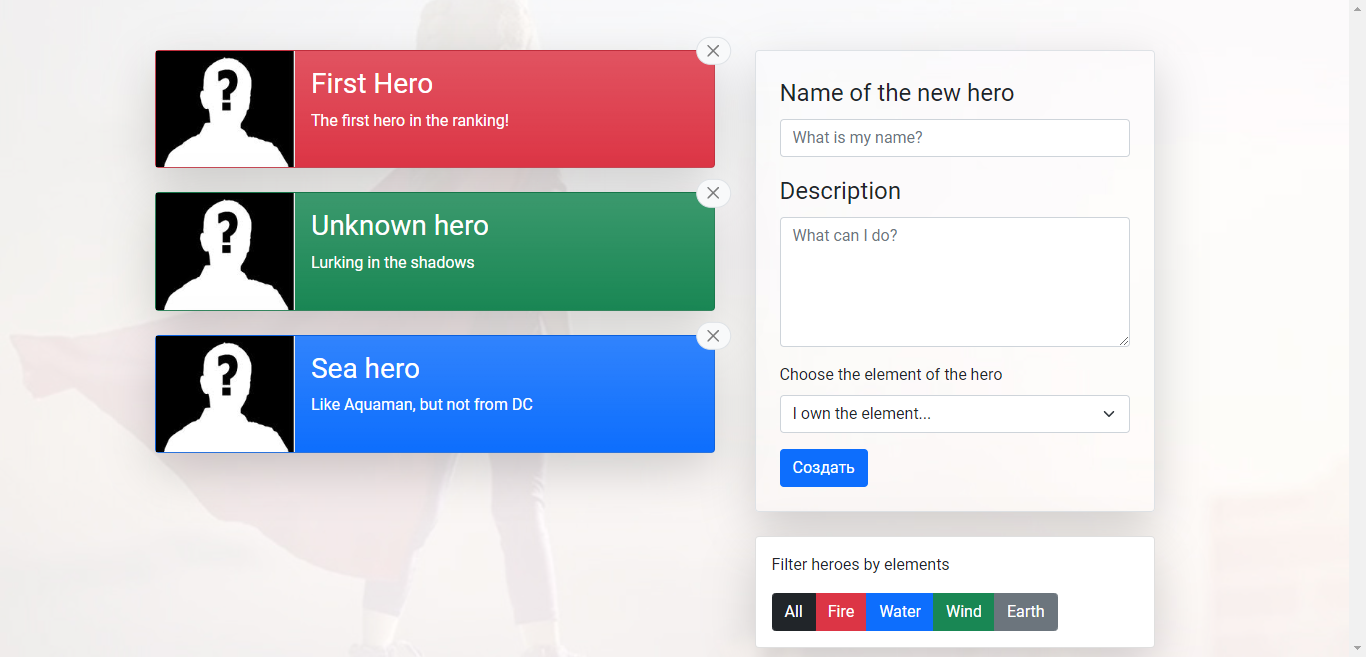 First Hero
The first hero in the ranking!
Unknown hero
Lurking in the shadows
Sea hero
Like Aquaman, but not from DC
Name of the new hero
What is my name?
Description
What can I do?
Choose the element of the hero
I own the element...
Создать
Filter heroes by elements
All Fire Water Wind Earth